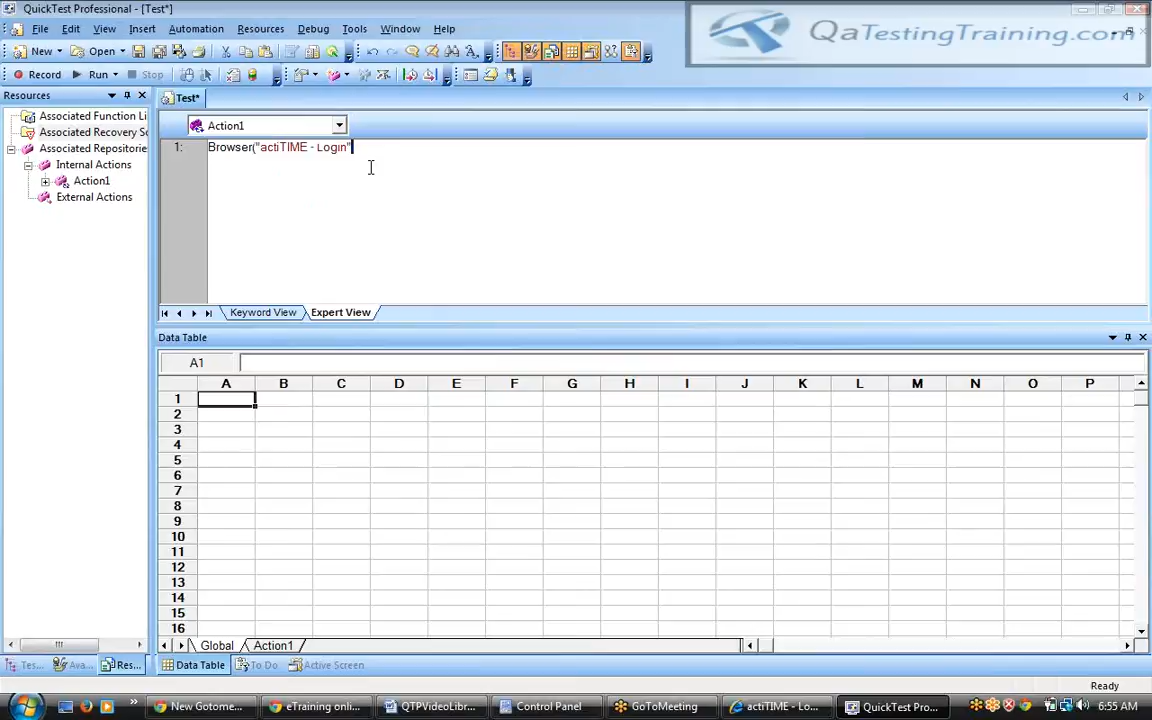 QuickTest Professional - [Test*]
QaTestingTraining.com
File Edit View Insert Automation Resources Debug Tools Window Help
New Open
Record Run Stop
Resources
Test*
Associated Function Li
Associated Recovery Sc
Associated Repositorie
Internal Actions
Action1
External Actions
Action1
1: Browser("actiTIME - Login"
Keyword View Expert View
Data Table
A1
A B C D E F G H I J K L M N O P
1
2
3
4
5
6
7
8
9
10
11
12
13
14
15
16
Global Action1
Tes... Ava... Res...
Data Table To Do Active Screen
Ready
New Gotome... eTraining onli... QTPVideoLibr... Control Panel GoToMeeting actiTIME - Lo... QuickTest Pro... 6:55 AM